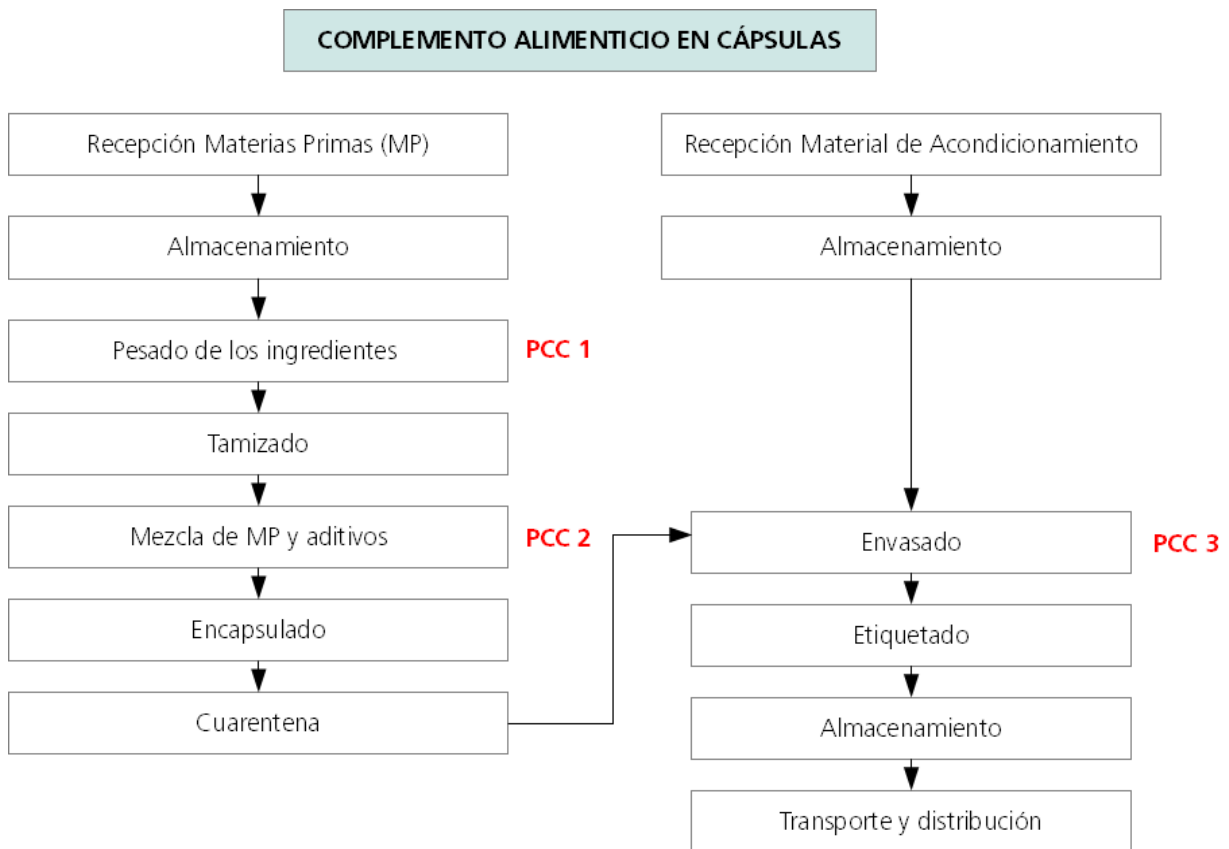 COMPLEMENTO ALIMENTICIO EN CÁPSULAS
Recepción Materias Primas (MP)
Almacenamiento
Pesado de los ingredientes
PCC 1
Tamizado
Mezcla de MP y aditivos
PCC 2
Encapsulado
Cuarentena
Recepción Material de Acondicionamiento
Almacenamiento
Envasado
PCC 3
Etiquetado
Almacenamiento
Transporte y distribución